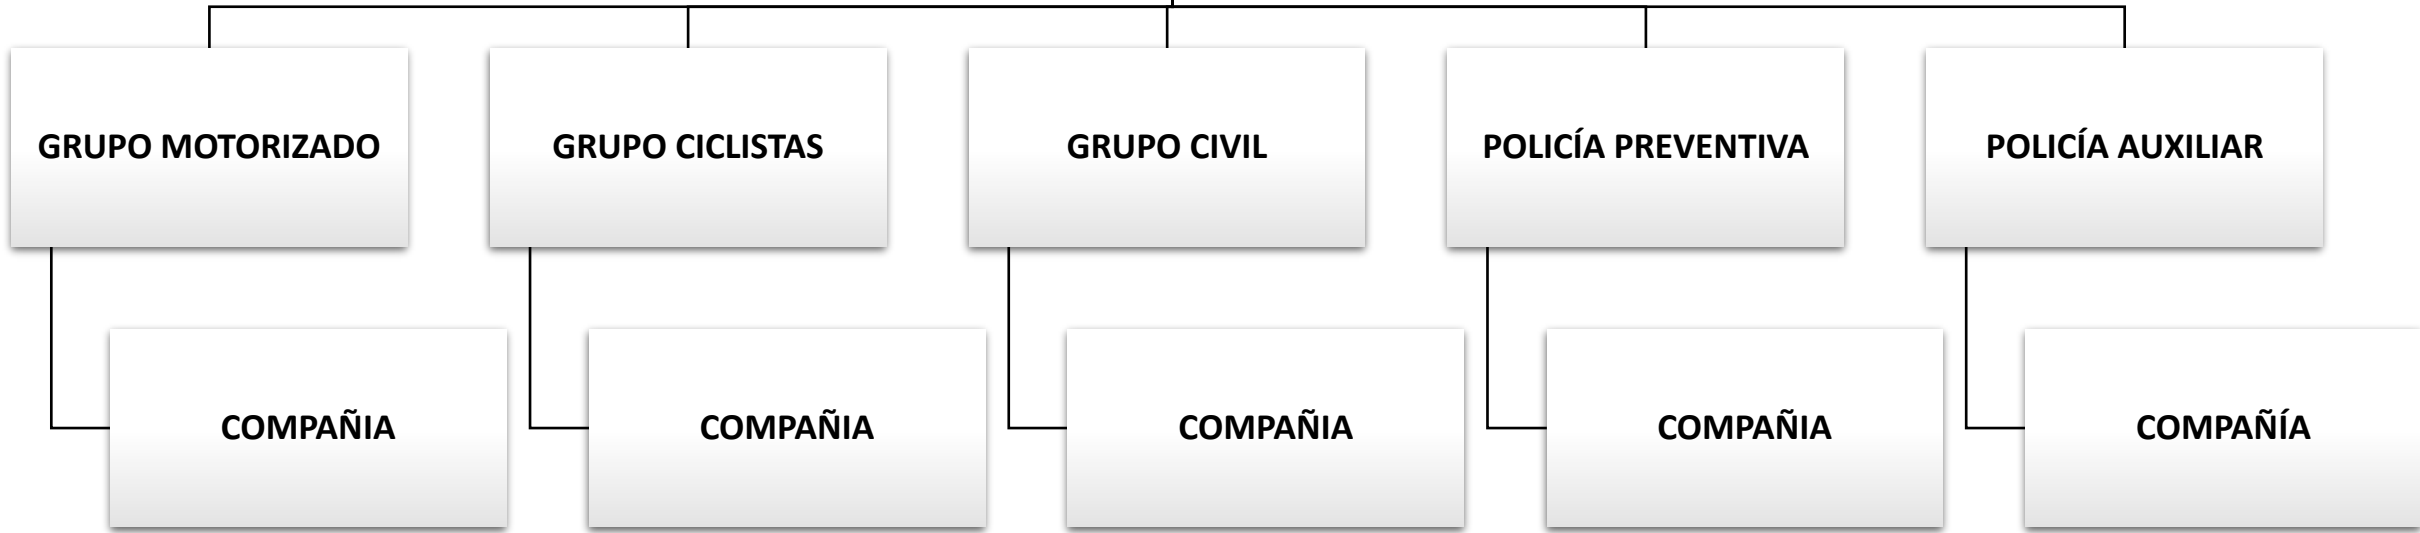 GRUPO MOTORIZADO
GRUPO CICLISTAS
GRUPO CIVIL
POLICÍA PREVENTIVA
POLICÍA AUXILIAR
COMPAÑIA
COMPAÑIA
COMPAÑIA
COMPAÑIA
COMPAÑÍA